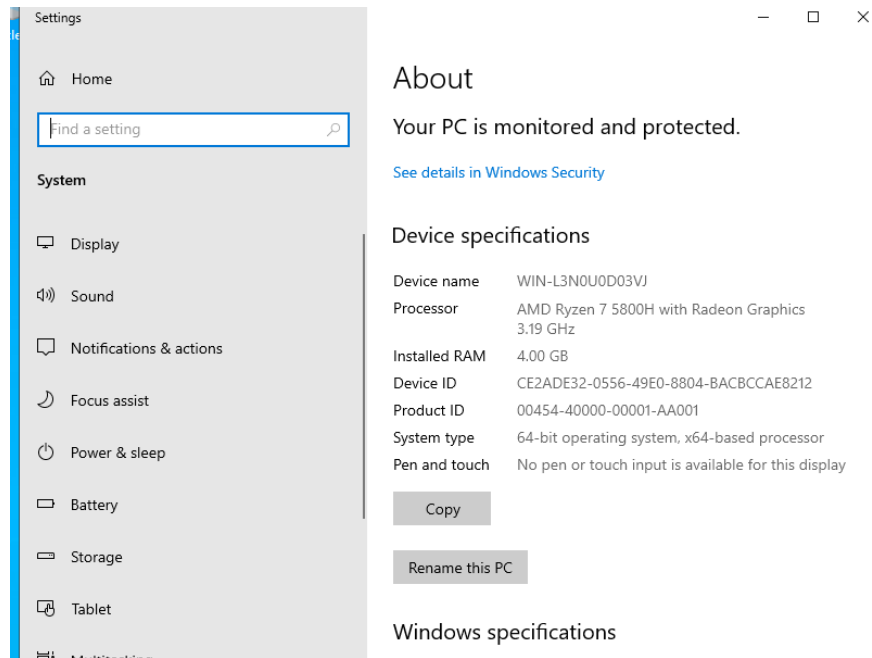 Settings
Home
Find a setting
System
Display
Sound
Notifications & actions
Focus assist
Power & sleep
Battery
Storage
Tablet
About
Your PC is monitored and protected.
See details in Windows Security
Device specifications
Device name WIN-L3N0U0D03VJ
Processor AMD Ryzen 7 5800H with Radeon Graphics
3.19 GHz
Installed RAM 4.00 GB
Device ID CE2ADE32-0556-49E0-8804-BACBCCAE8212
Product ID 00454-40000-00001-AA001
System type 64-bit operating system, x64-based processor
Pen and touch No pen or touch input is available for this display
Copy
Rename this PC
Windows specifications